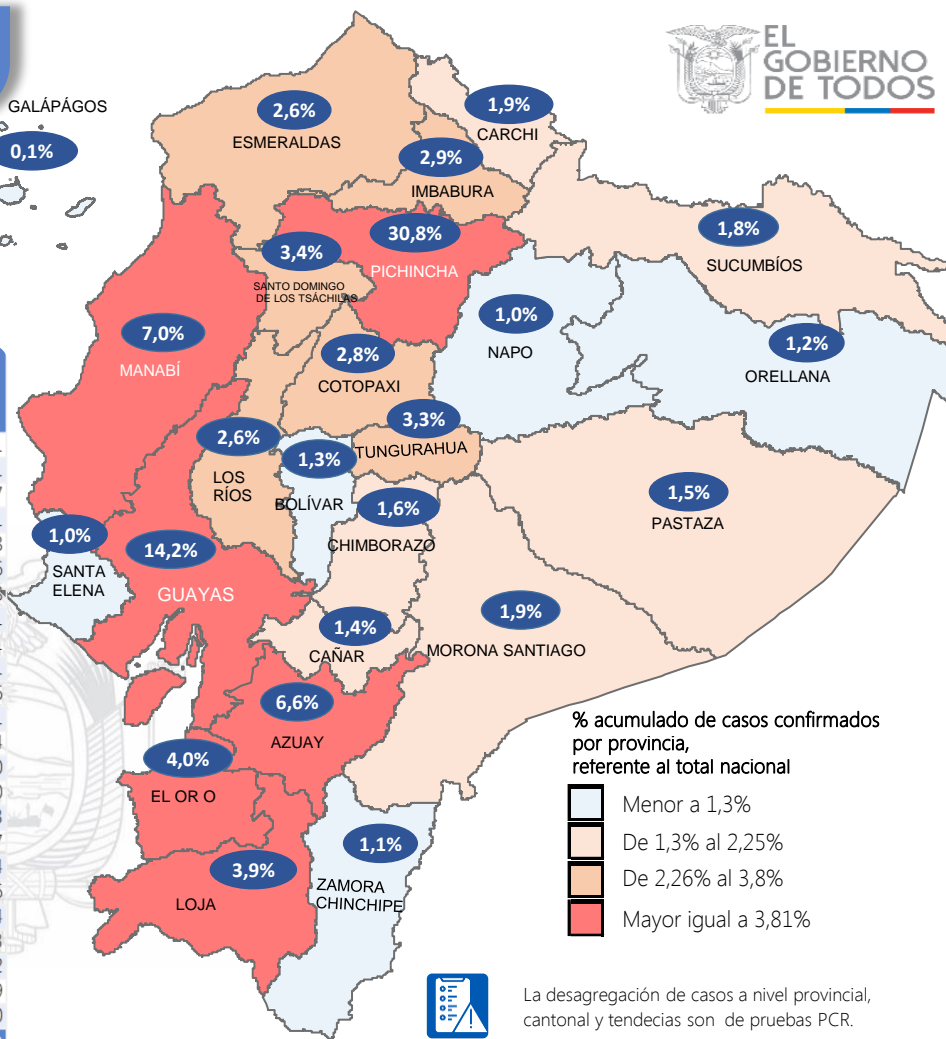 EL
GOBIERNO
DE TODOS
GALÁPÁGOS
0,1%
2,6%
ESMERALDAS
1,9%
CARCHI
2,9%
IMBABURA
30,8%
PICHINCHA
3,4%
SANTO DOMINGO
DE LOS TSÁCHILAS
1,8%
SUCUMBÍOS
7,0%
MANABÍ
1,0%
NAPO
1,2%
ORELLANA
2,8%
COTOPAXI
3,3%
TUNGURAHUA
2,6%
LOS
RÍOS
1,3%
BOLÍVAR
1,6%
CHIMBORAZO
1,5%
PASTAZA
1,0%
SANTA
ELENA
14,2%
GUAYAS
1,4%
CAÑAR
1,9%
MORONA SANTIAGO
6,6%
AZUAY
4,0%
EL OR O
3,9%
LOJA
1,1%
ZAMORA
CHINCHIPE
% acumulado de casos confirmados
por provincia,
referente al total nacional
Menor a 1,3%
De 1,3% al 2,25%
De 2,26% al 3,8%
Mayor igual a 3,81%
La desagregación de casos a nivel provincial,
cantonal y tendecias son de pruebas PCR.